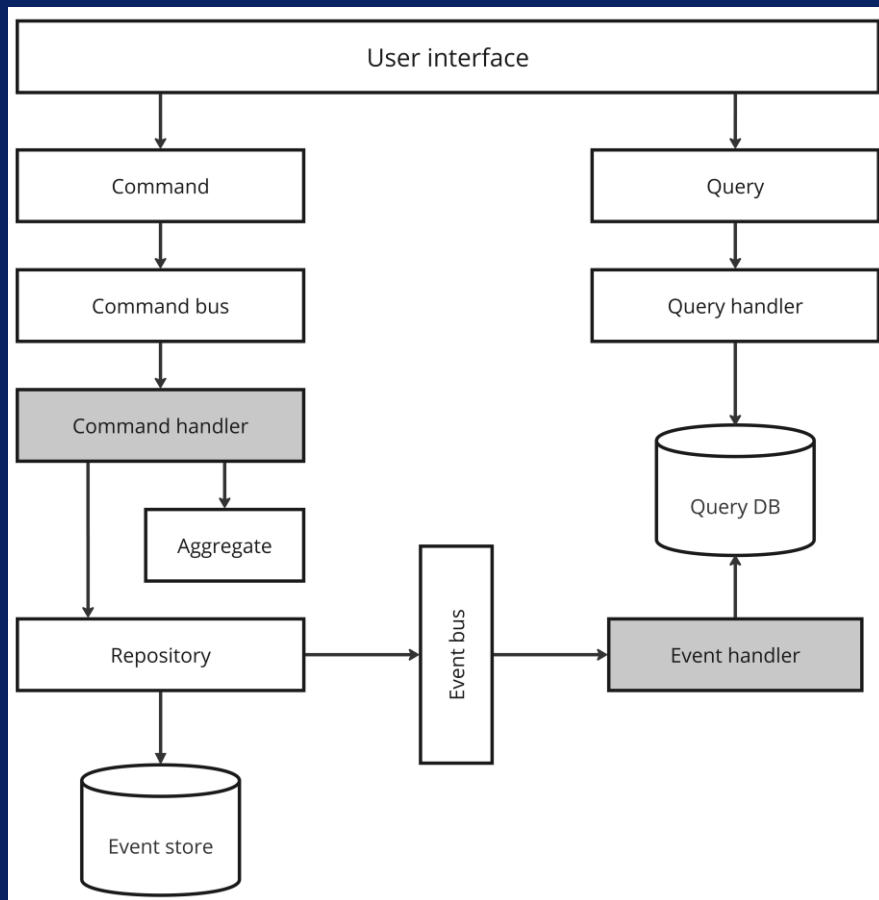 User interface
Command
Query
Command bus
Query handler
Command handler
Query DB
Aggregate
Event bus
Repository
Event handler
Event store